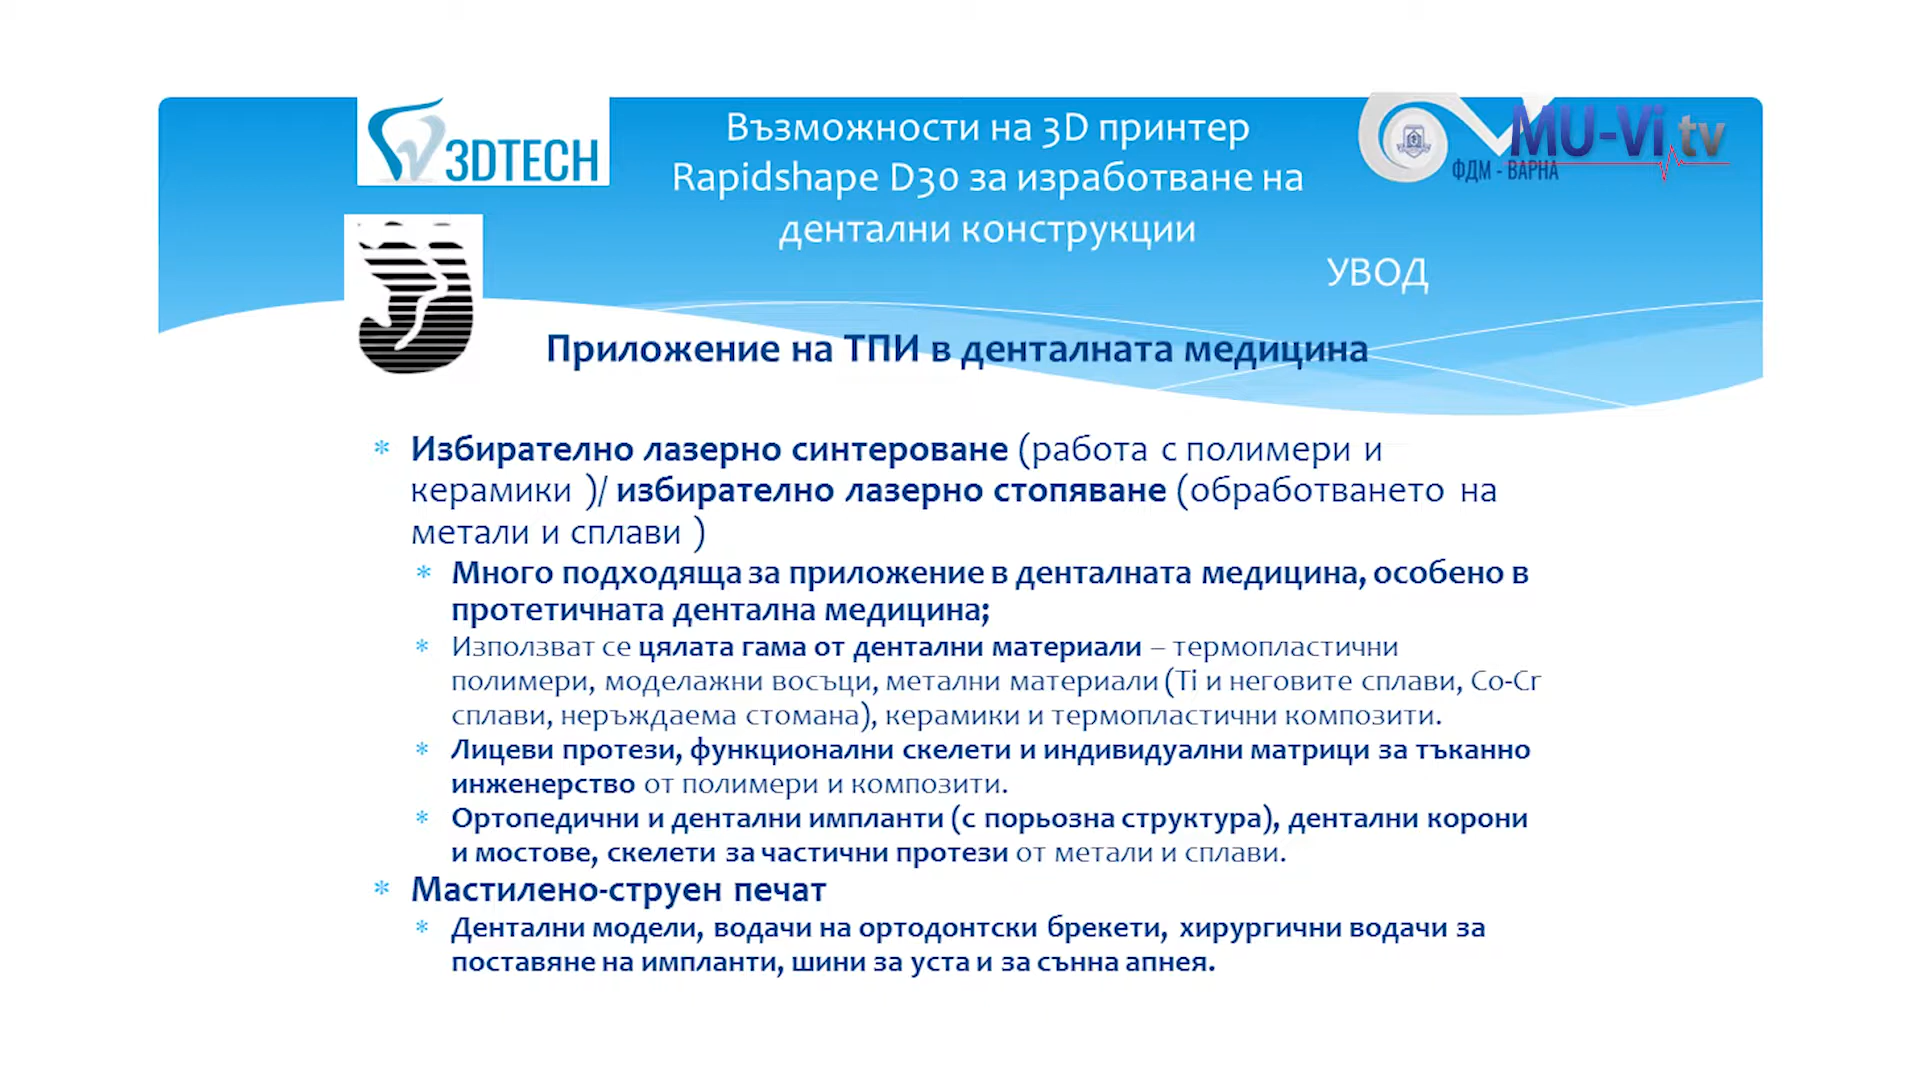 3DTECH
Възможности на 3D принтер
Rapidshape D30 за изработване на
дентални конструкции
MU-Vi.tv
ФДМ - ВАРНА
УВОД
Приложение на ТПИ в денталната медицина
* Избирателно лазерно синтероване (работа с полимери и
керамики )/ избирателно лазерно стопяване (обработването на
метали и сплави )
* Много подходяща за приложение в денталната медицина, особено в
протетичната дентална медицина;
* Използват се цялата гама от дентални материали – термопластични
полимери, моделажни восъци, метални материали (Ti и неговите сплави, Co-Cr
сплави, неръждаема стомана), керамики и термопластични композити.
* Лицеви протези, функционални скелети и индивидуални матрици за тъканно
инженерство от полимери и композити.
* Ортопедични и дентални импланти (с порьозна структура), дентални корони
и мостове, скелети за частични протези от метали и сплави.
* Мастилено-струен печат
* Дентални модели, водачи на ортодонтски брекети, хирургични водачи за
поставяне на импланти, шини за уста и за сънна апнея.